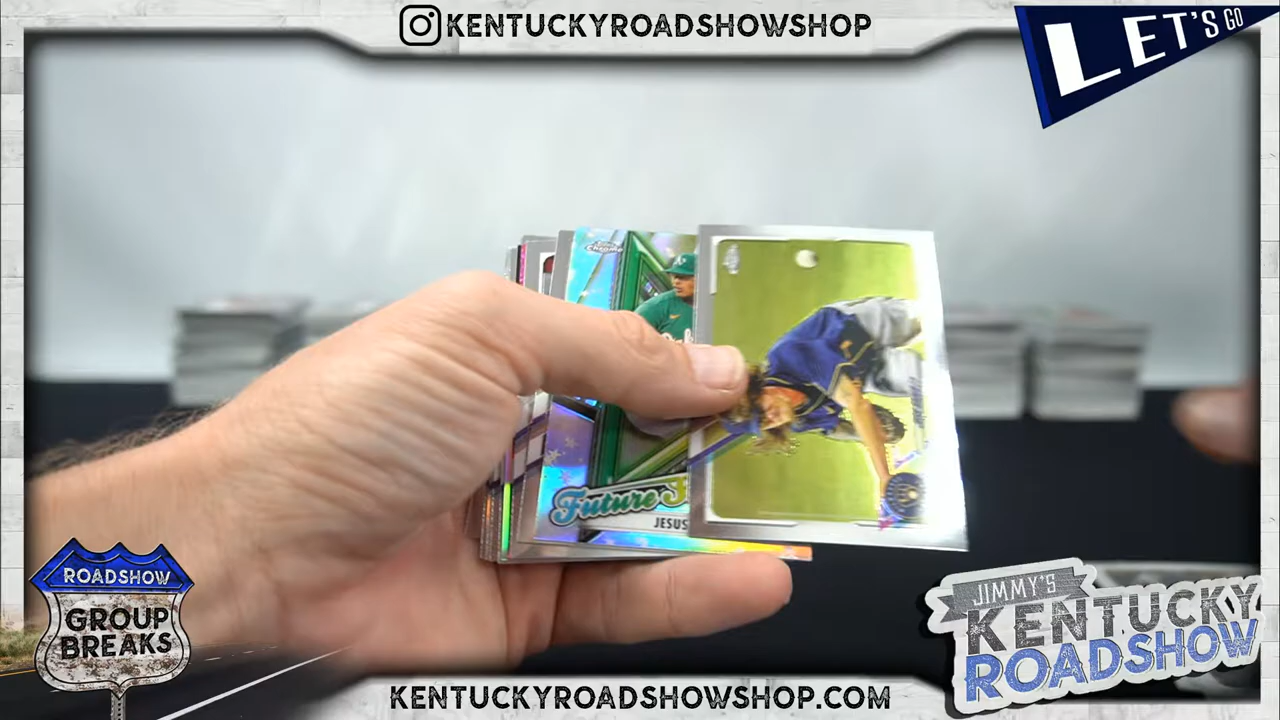 KENTUCKYROADSHOWSHOP
LET'S GO
Future
JESUS
ROADSHOW
GROUP
BREAKS
JIMMY'S
KENTUCKY
ROADSHOW
KENTUCKYROADSHOWSHOP.COM